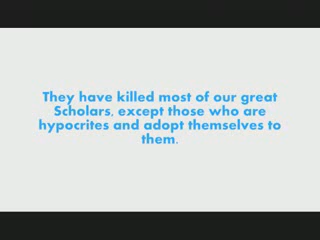 They have killed most of our great
Scholars, except those who are
hypocrites and adopt themselves to
them.